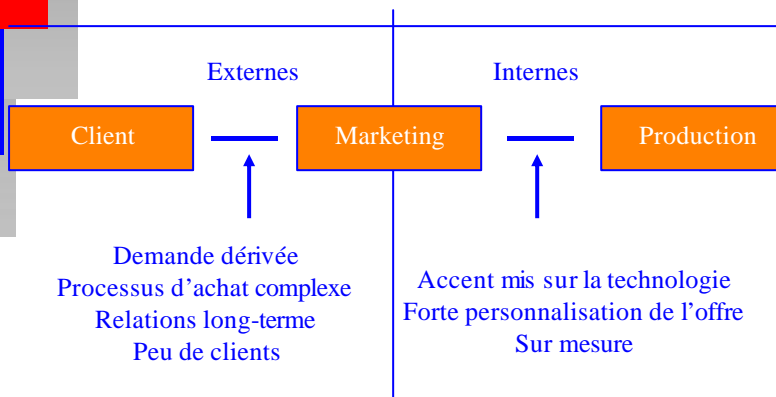 Externes
Internes
Client
Marketing
Production
Demande dérivée
Processus d’achat complexe
Relations long-terme
Peu de clients
Accent mis sur la technologie
Forte personnalisation de l’offre
Sur mesure